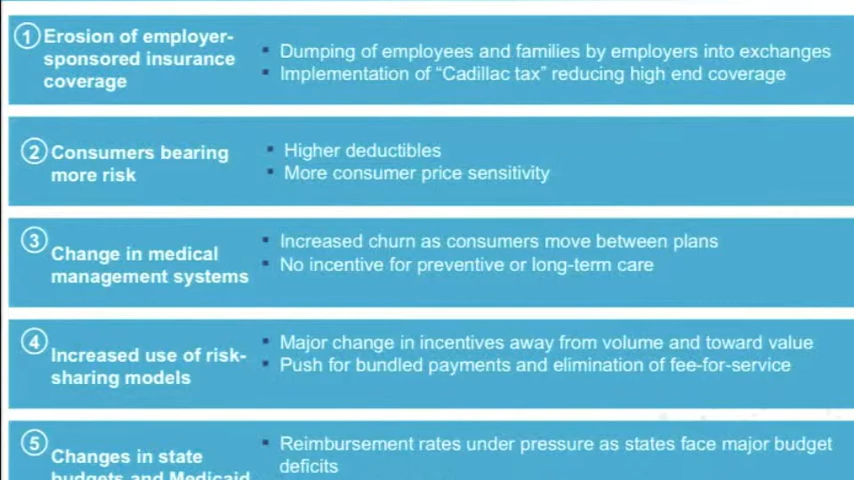 1 Erosion of employer-
sponsored insurance
coverage
▪ Dumping of employees and families by employers into exchanges
▪ Implementation of “Cadillac tax” reducing high end coverage
2 Consumers bearing
more risk
▪ Higher deductibles
▪ More consumer price sensitivity
3 Change in medical
management systems
▪ Increased churn as consumers move between plans
▪ No incentive for preventive or long-term care
4 Increased use of risk-
sharing models
▪ Major change in incentives away from volume and toward value
▪ Push for bundled payments and elimination of fee-for-service
5 Changes in state
budgets and Medicaid
▪ Reimbursement rates under pressure as states face major budget
deficits